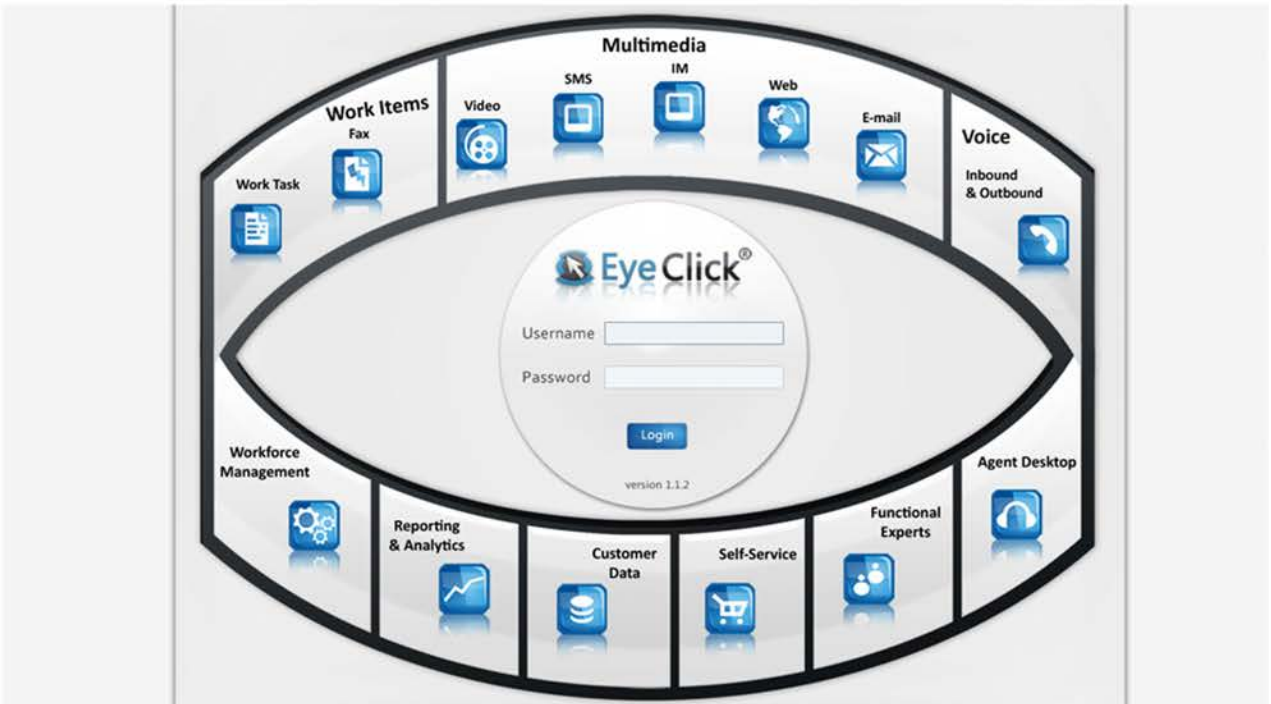 Multimedia
Work Items
Fax
Work Task
Video
SMS
IM
Web
E-mail
Voice
Inbound
& Outbound
EyeClick®
Username
Password
Login
version 1.1.2
Workforce
Management
Reporting
& Analytics
Customer
Data
Self-Service
Functional
Experts
Agent Desktop